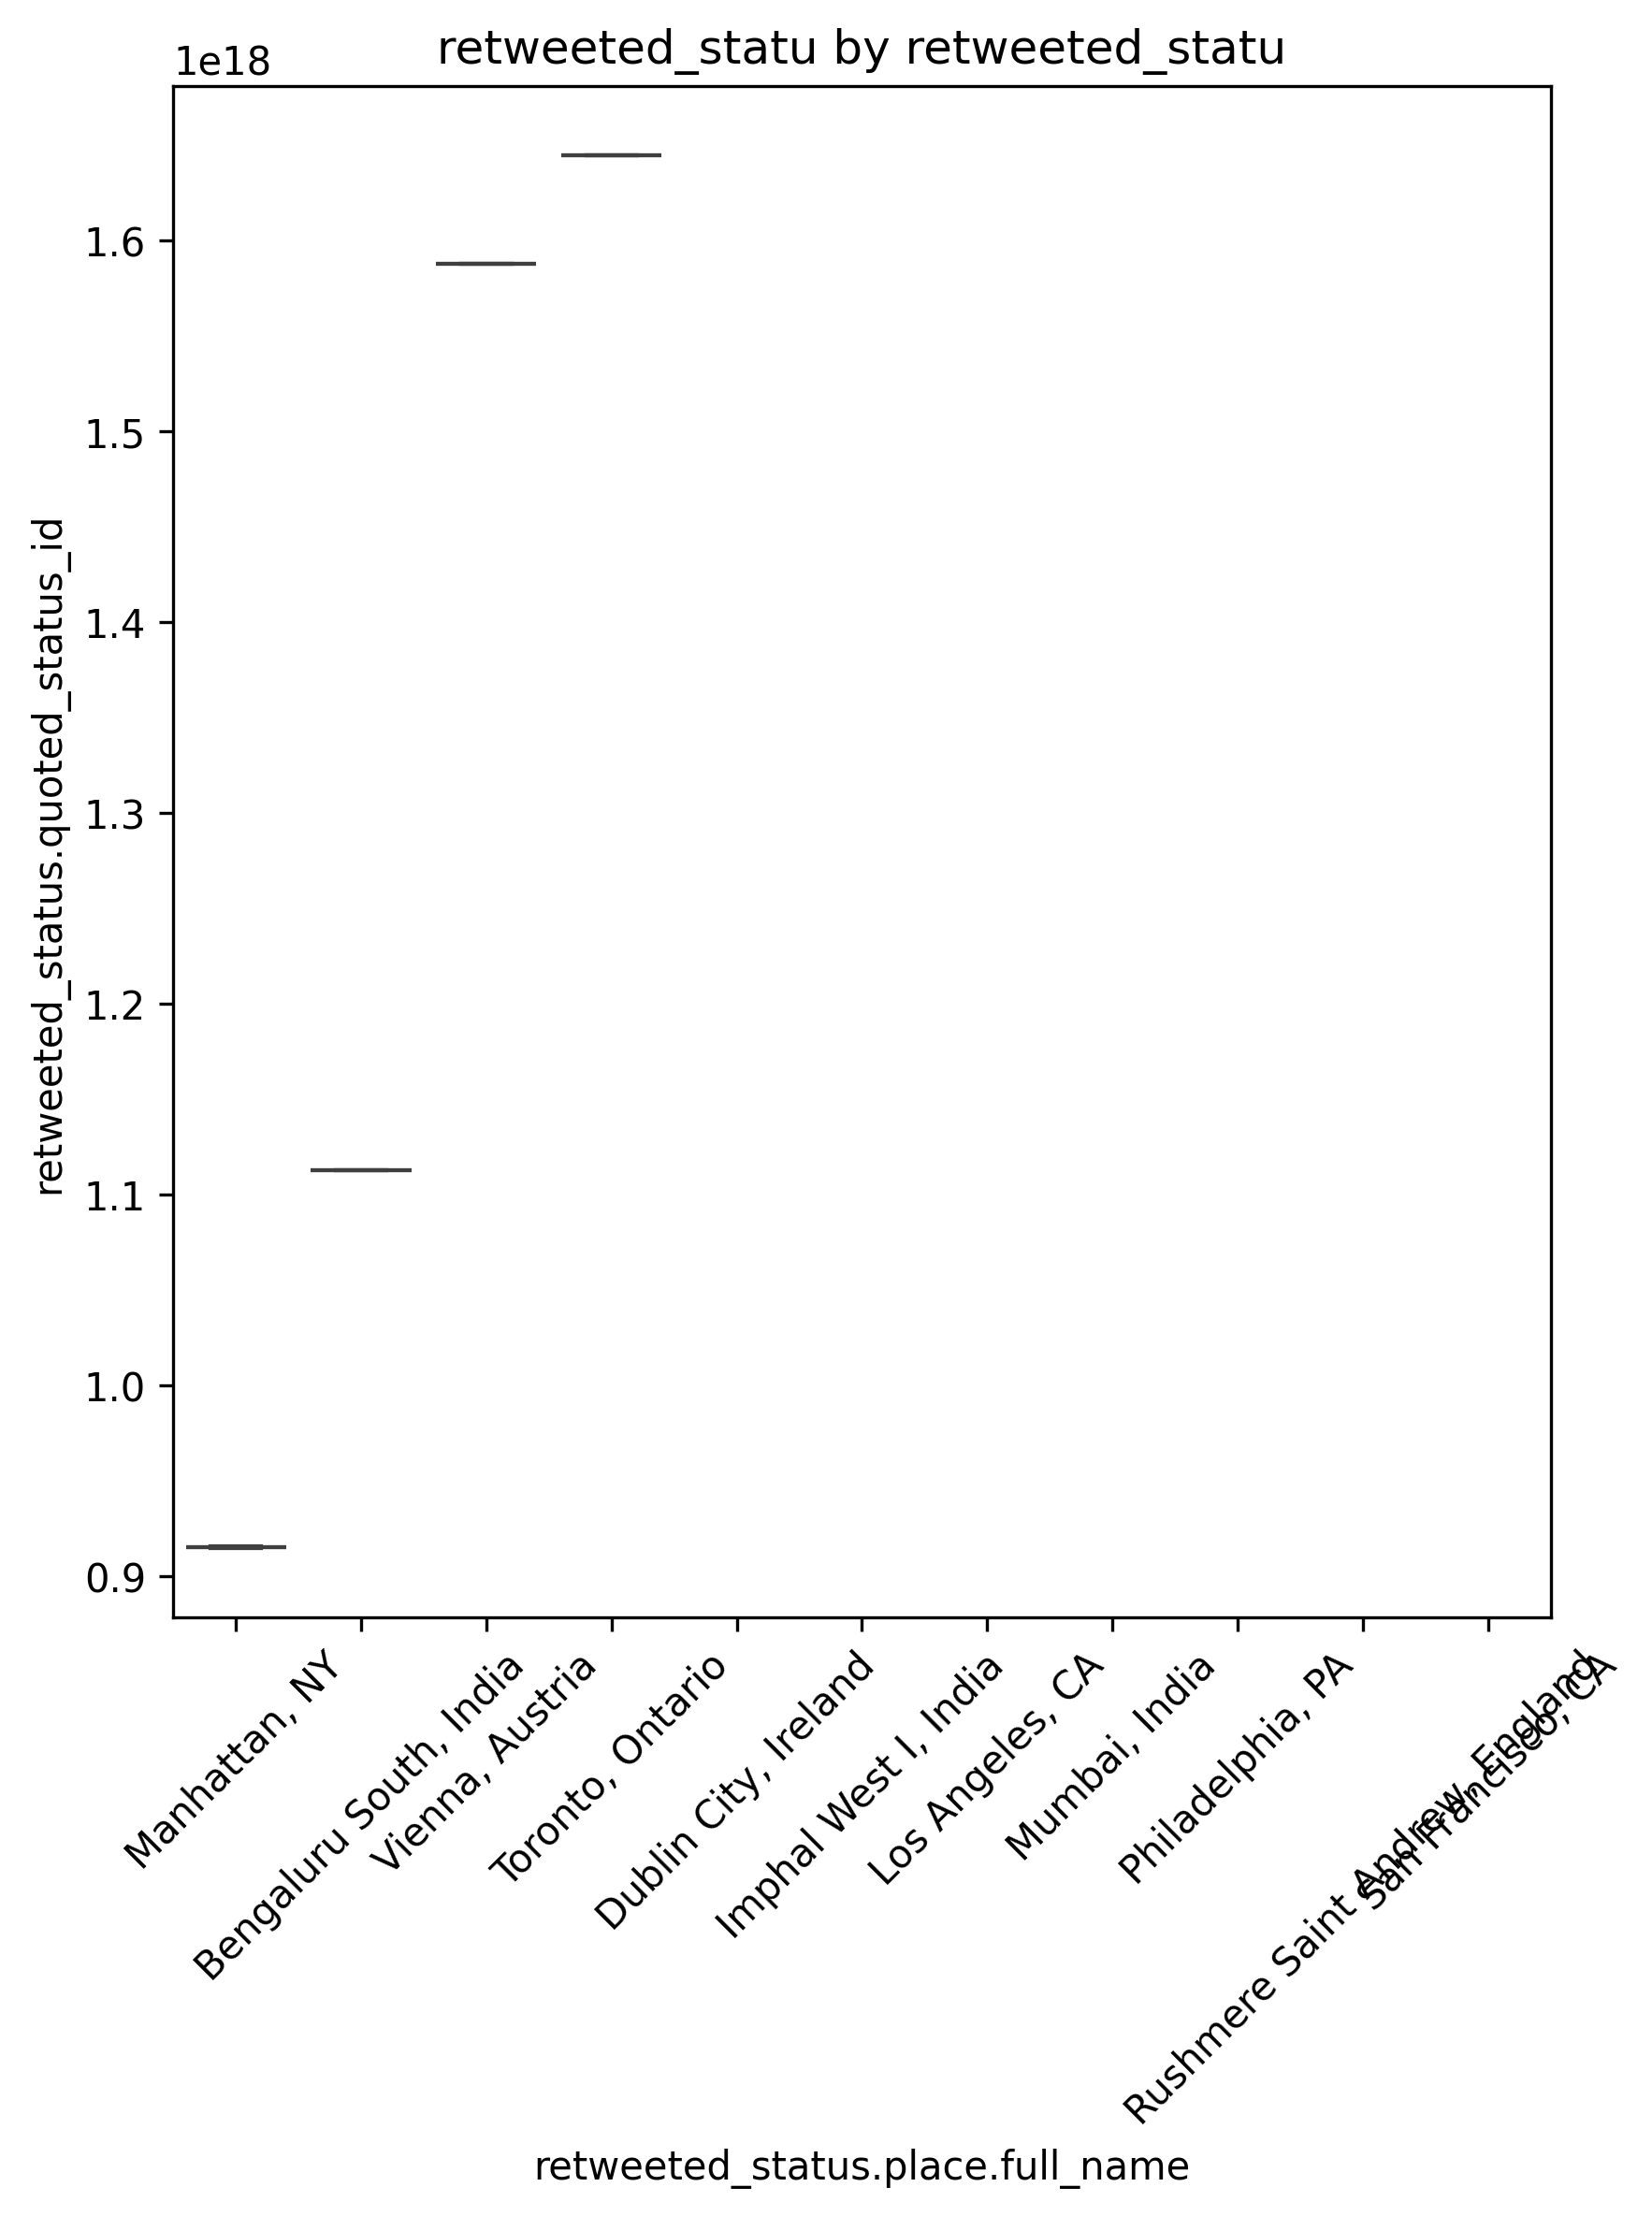 retweeted_statu by retweeted_statu
1e18
1.6
1.5
1.4
1.3
1.2
1.1
1.0
0.9
retweeted_status.quoted_status_id
Manhattan, NY
Bengaluru South, India
Vienna, Austria
Toronto, Ontario
Dublin City, Ireland
Imphal West I, India
Los Angeles, CA
Mumbai, India
Philadelphia, PA
Rushmere Saint Andrew, England
San Francisco, CA
retweeted_status.place.full_name